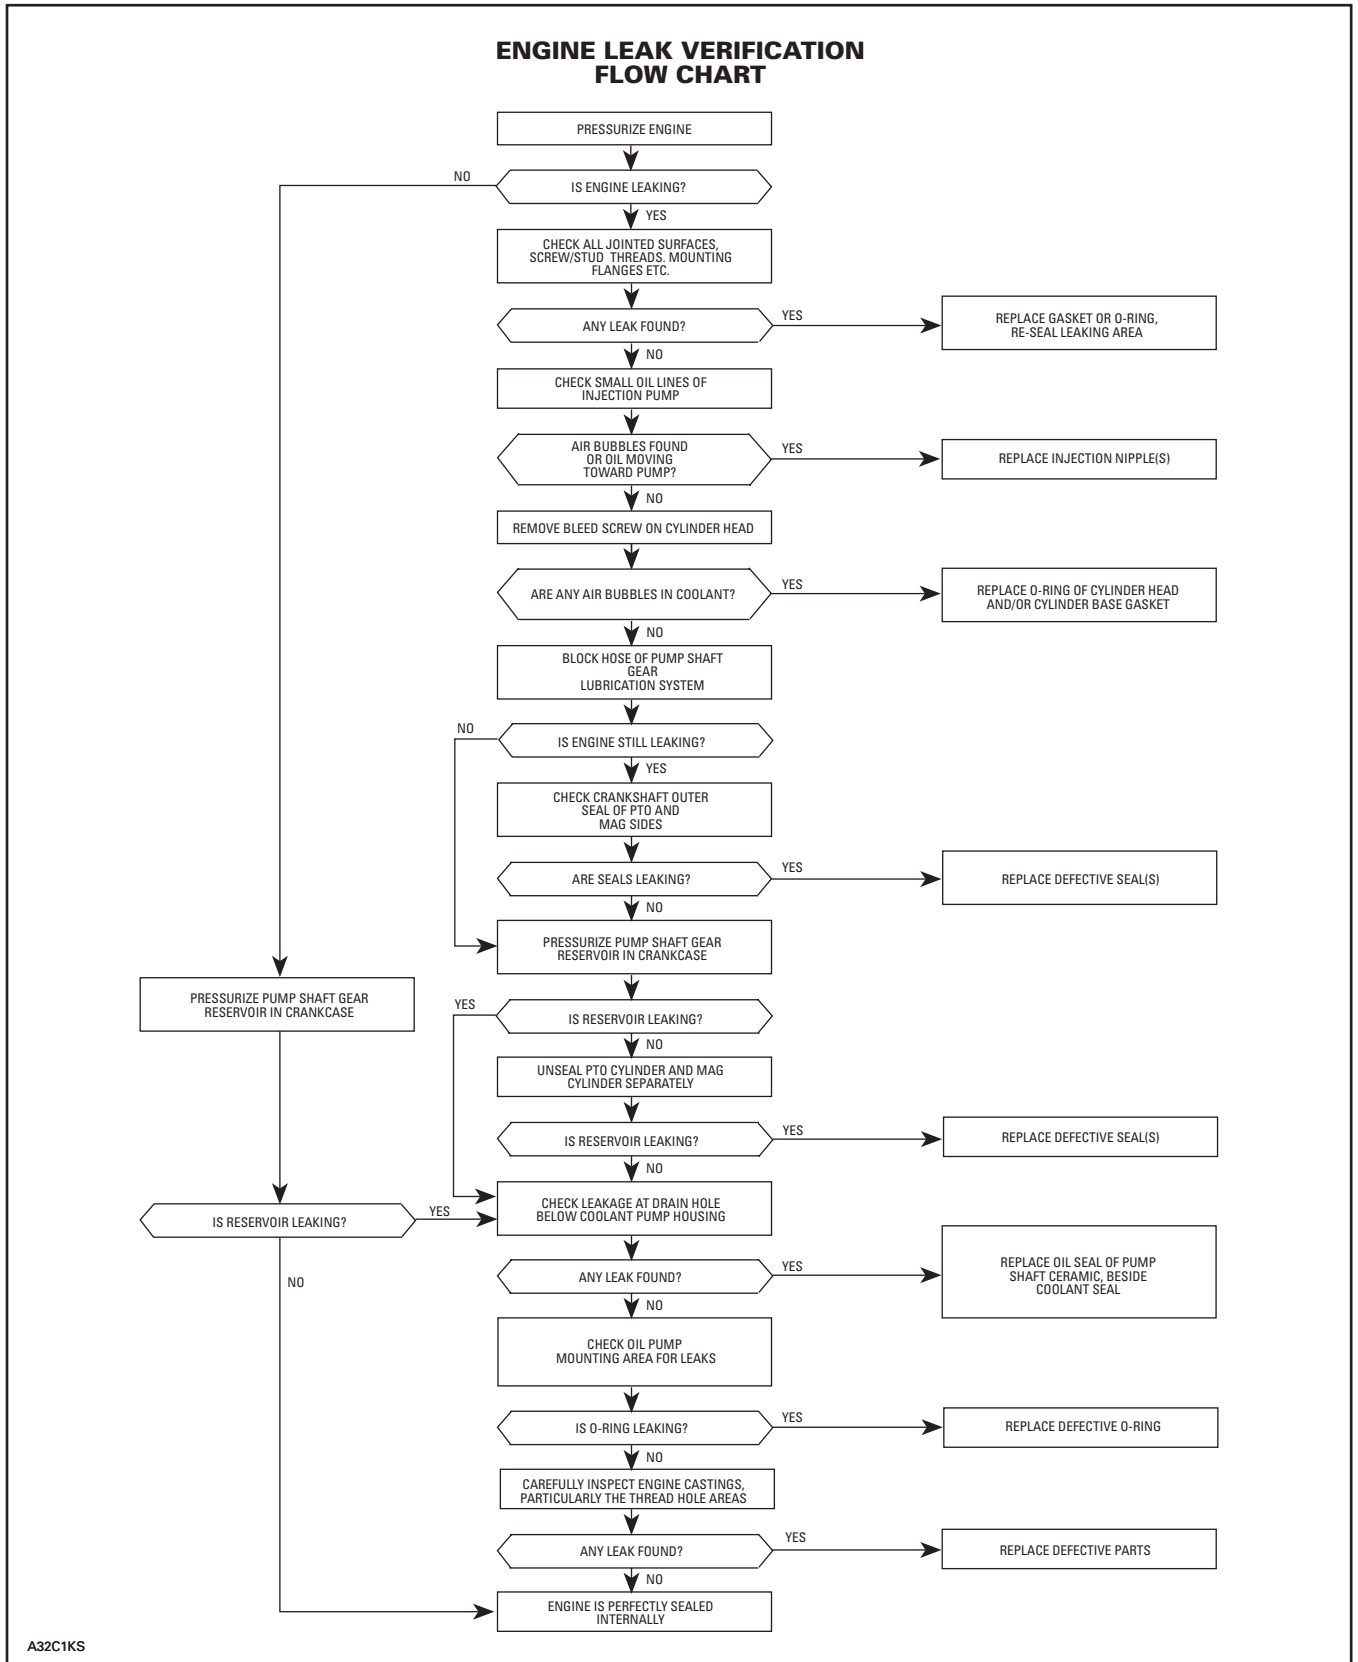 ENGINE LEAK VERIFICATION
FLOW CHART
PRESSURIZE ENGINE
NO
IS ENGINE LEAKING?
YES
CHECK ALL JOINTED SURFACES,
SCREW/STUD THREADS. MOUNTING
FLANGES ETC.
ANY LEAK FOUND?
YES
REPLACE GASKET OR O-RING,
RE-SEAL LEAKING AREA
NO
CHECK SMALL OIL LINES OF
INJECTION PUMP
AIR BUBBLES FOUND
OR OIL MOVING
TOWARD PUMP?
YES
REPLACE INJECTION NIPPLE(S)
NO
REMOVE BLEED SCREW ON CYLINDER HEAD
ARE ANY AIR BUBBLES IN COOLANT?
YES
REPLACE O-RING OF CYLINDER HEAD
AND/OR CYLINDER BASE GASKET
NO
BLOCK HOSE OF PUMP SHAFT
GEAR
LUBRICATION SYSTEM
NO
IS ENGINE STILL LEAKING?
YES
CHECK CRANKSHAFT OUTER
SEAL OF PTO AND
MAG SIDES
ARE SEALS LEAKING?
YES
REPLACE DEFECTIVE SEAL(S)
NO
PRESSURIZE PUMP SHAFT GEAR
RESERVOIR IN CRANKCASE
PRESSURIZE PUMP SHAFT GEAR
RESERVOIR IN CRANKCASE
YES
IS RESERVOIR LEAKING?
NO
UNSEAL PTO CYLINDER AND MAG
CYLINDER SEPARATELY
IS RESERVOIR LEAKING?
YES
REPLACE DEFECTIVE SEAL(S)
NO
IS RESERVOIR LEAKING?
YES
CHECK LEAKAGE AT DRAIN HOLE
BELOW COOLANT PUMP HOUSING
NO
ANY LEAK FOUND?
YES
REPLACE OIL SEAL OF PUMP
SHAFT CERAMIC, BESIDE
COOLANT SEAL
NO
CHECK OIL PUMP
MOUNTING AREA FOR LEAKS
IS O-RING LEAKING?
YES
REPLACE DEFECTIVE O-RING
NO
CAREFULLY INSPECT ENGINE CASTINGS,
PARTICULARLY THE THREAD HOLE AREAS
ANY LEAK FOUND?
YES
REPLACE DEFECTIVE PARTS
NO
ENGINE IS PERFECTLY SEALED
INTERNALLY
A32C1KS